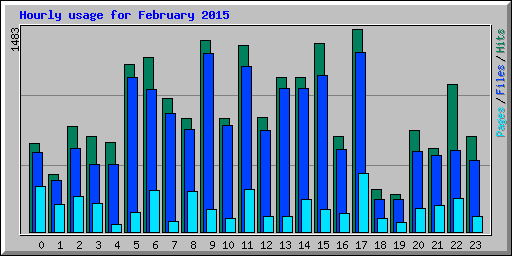 Hourly usage for February 2015
1483
Pages/Files/Hits
0 1 2 3 4 5 6 7 8 9 10 11 12 13 14 15 16 17 18 19 20 21 22 23